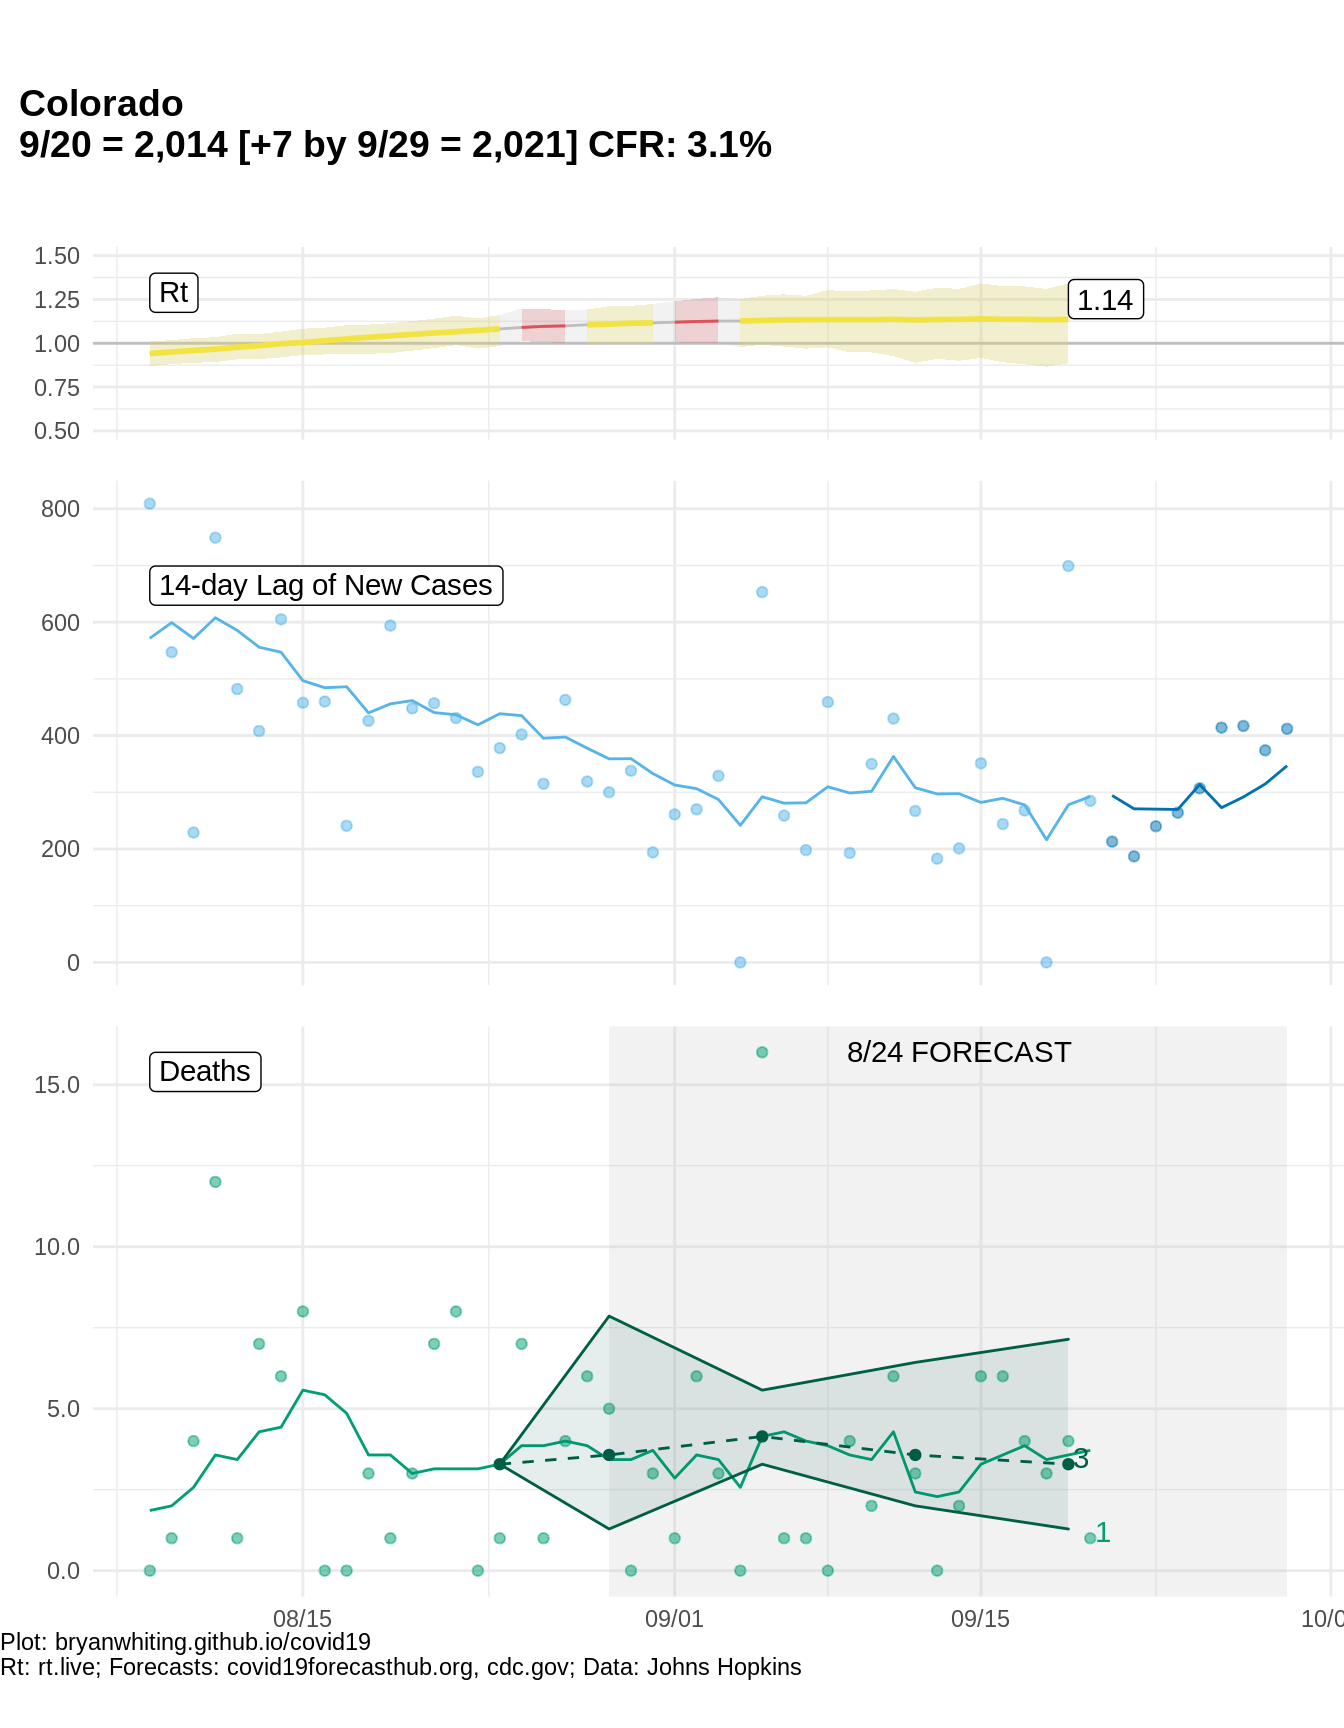 Colorado
9/20 = 2,014 [+7 by 9/29 = 2,021] CFR: 3.1%
1.50
Rt
1.25
1.14
1.00
0.75
0.50
800
14-day Lag of New Cases
600
400
200
0
8/24 FORECAST
Deaths
15.0
10.0
5.0
3
1
0.0
08/15 09/01 09/15 10/0
Plot: bryanwhiting.github.io/covid19
Rt: rt.live; Forecasts: covid19forecasthub.org, cdc.gov; Data: Johns Hopkins